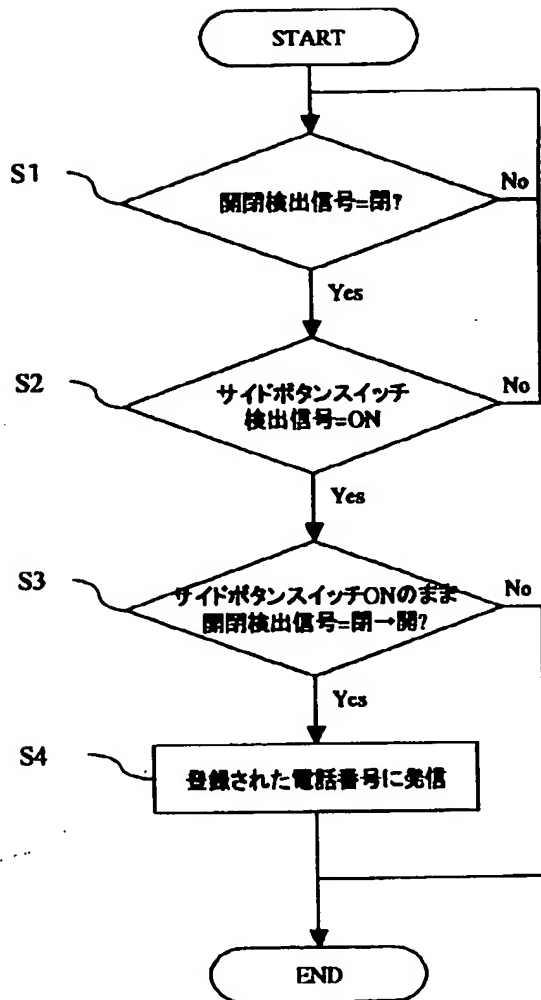 START
S1
開閉検出信号=閉?
No
Yes
S2
サイドボタンスイッチ
検出信号=ON
No
Yes
S3
サイドボタンスイッチONのまま
開閉検出信号=閉→開?
No
Yes
S4
登録された電話番号に発信
END